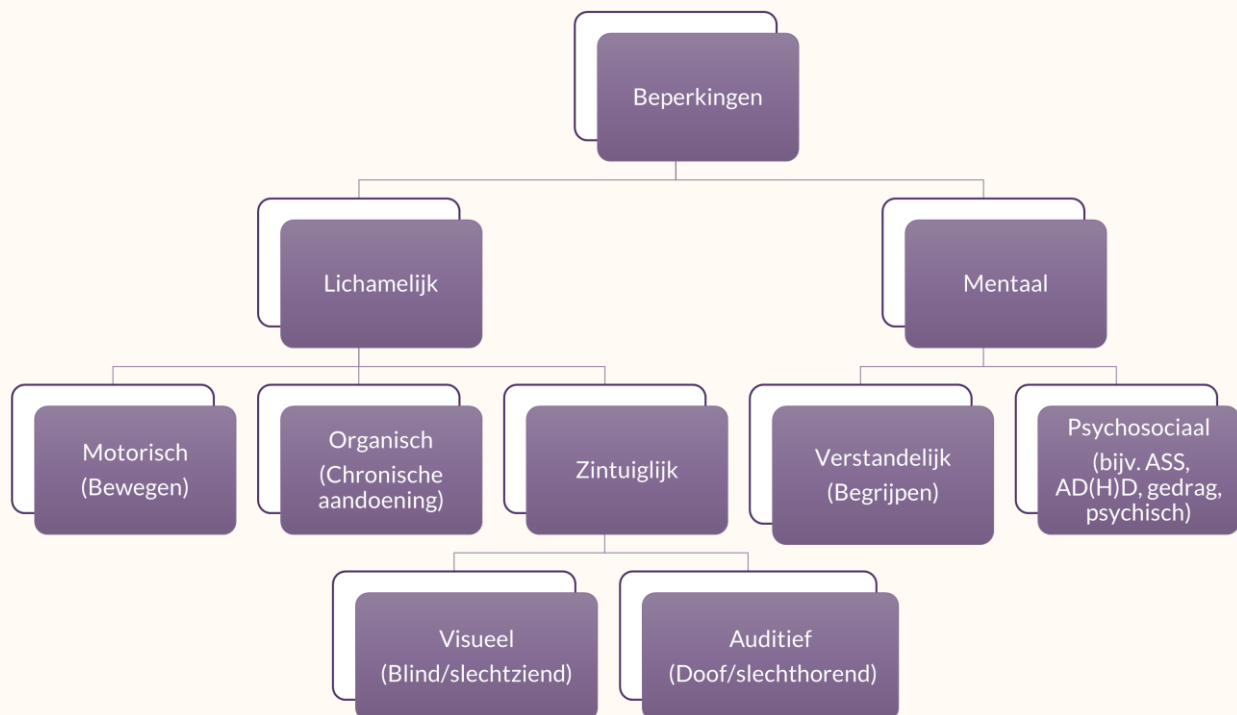 Beperkingen
Lichamelijk
Mentaal
Motorisch
(Bewegen)
Organisch
(Chronische
aandoening)
Zintuiglijk
Verstandelijk
(Begrijpen)
Psychosociaal
(bijv. ASS,
AD(H)D, gedrag,
psychisch)
Visueel
(Blind/slechtziend)
Auditief
(Doof/slechthorend)